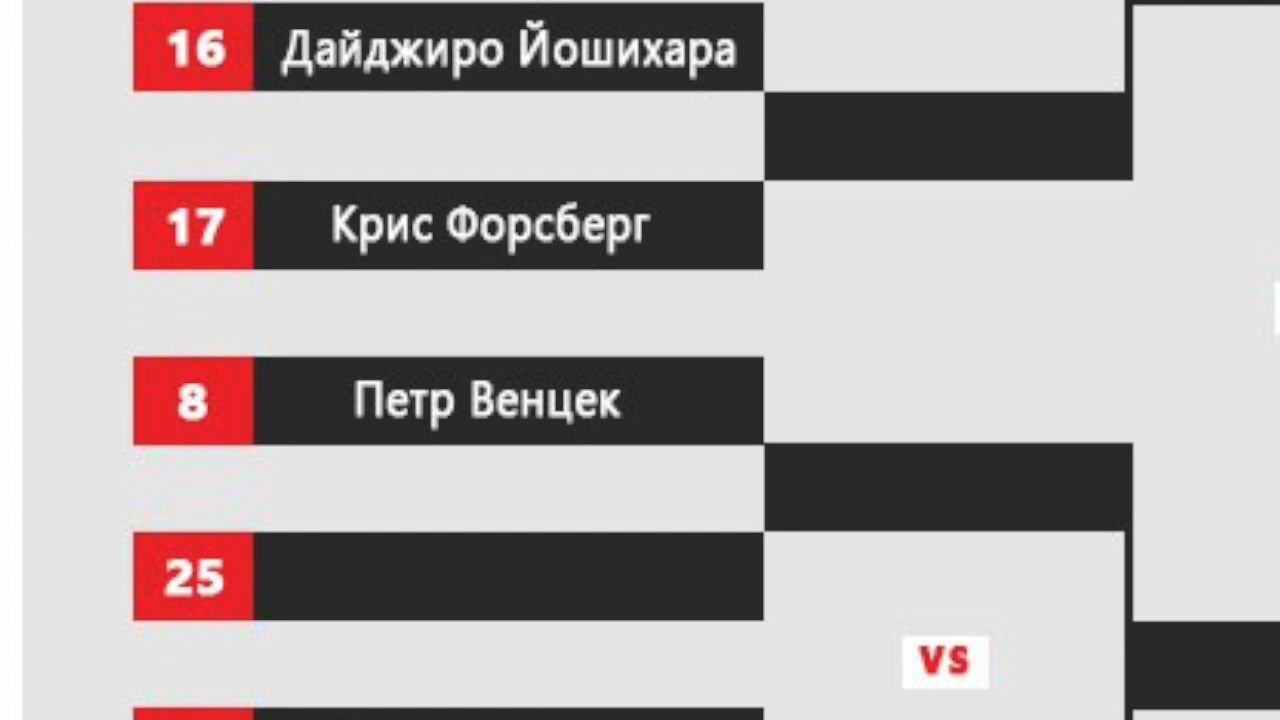 16 Дайджиро Йошихара
17 Крис Форсберг
8 Петр Венцек
25
VS